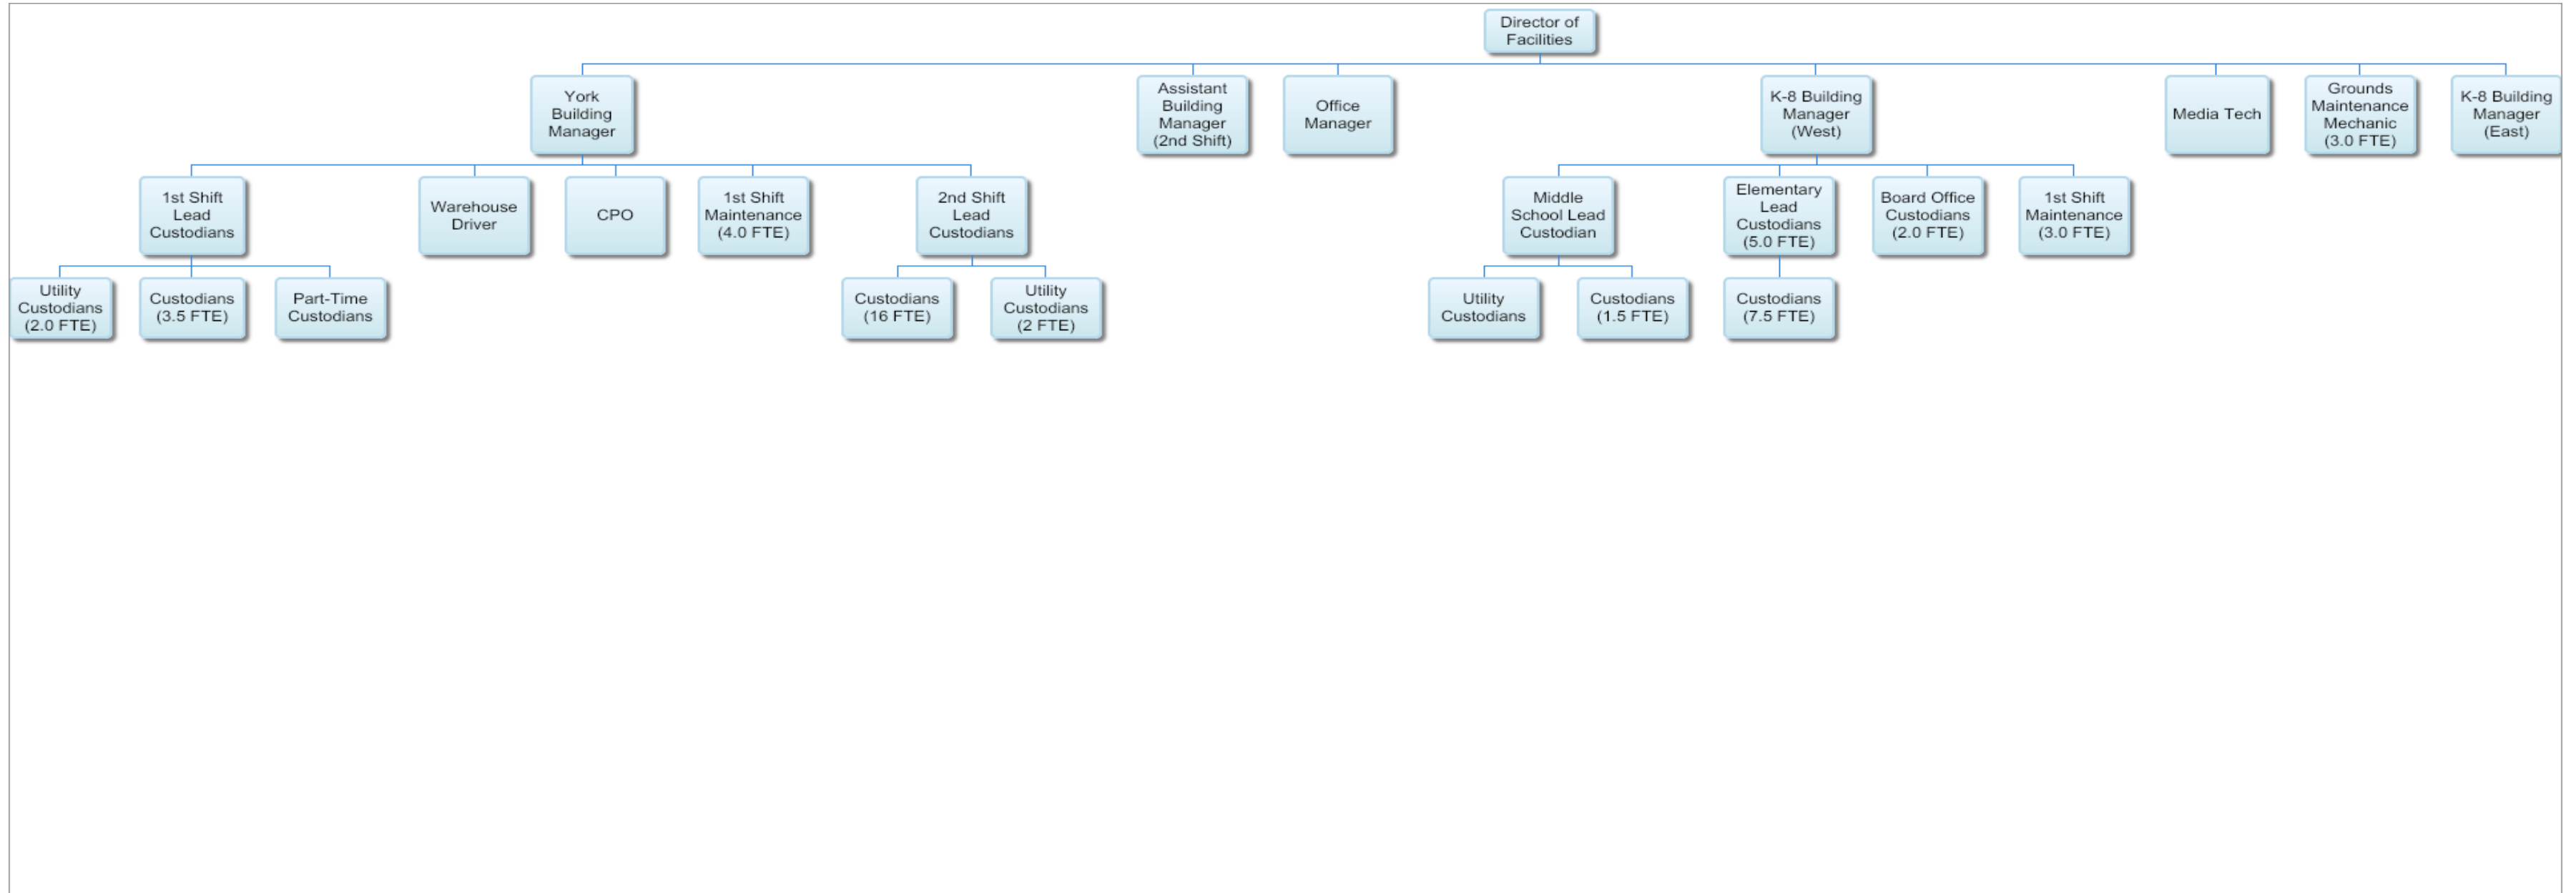 Director of
Facilities
York
Building
Manager
Assistant
Building
Manager
(2nd Shift)
Office
Manager
K-8 Building
Manager
(West)
Media Tech
Grounds
Maintenance
Mechanic
(3.0 FTE)
K-8 Building
Manager
(East)
1st Shift
Lead
Custodians
Warehouse
Driver
CPO
1st Shift
Maintenance
(4.0 FTE)
2nd Shift
Lead
Custodians
Middle
School Lead
Custodian
Elementary
Lead
Custodians
(5.0 FTE)
Board Office
Custodians
(2.0 FTE)
1st Shift
Maintenance
(3.0 FTE)
Utility
Custodians
(2.0 FTE)
Custodians
(3.5 FTE)
Part-Time
Custodians
Custodians
(16 FTE)
Utility
Custodians
(2 FTE)
Utility
Custodians
Custodians
(1.5 FTE)
Custodians
(7.5 FTE)